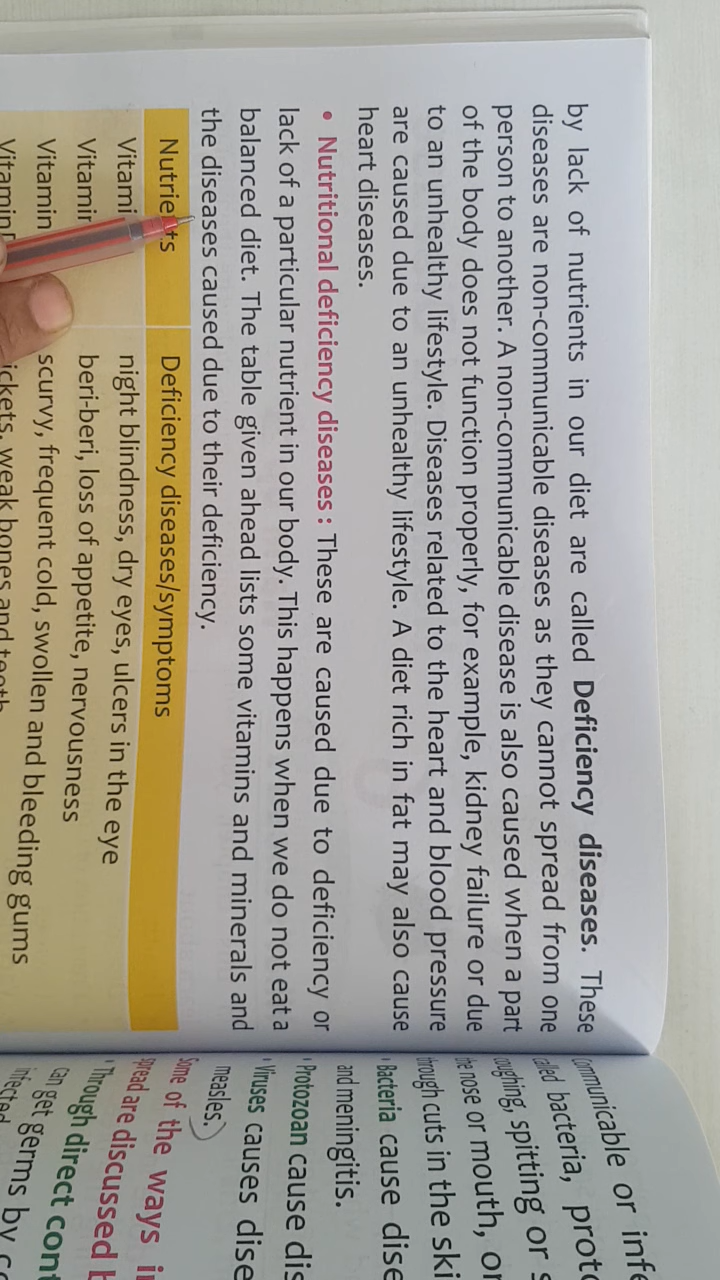 by lack of nutrients in our diet are called Deficiency diseases. These
diseases are non-communicable diseases as they cannot spread from one
person to another. A non-communicable disease is also caused when a part
of the body does not function properly, for example, kidney failure or due
to an unhealthy lifestyle. Diseases related to the heart and blood pressure
are caused due to an unhealthy lifestyle. A diet rich in fat may also cause
heart diseases.
• Nutritional deficiency diseases : These are caused due to deficiency or
lack of a particular nutrient in our body. This happens when we do not eat a
balanced diet. The table given ahead lists some vitamins and minerals and
the diseases caused due to their deficiency.
Nutrients Deficiency diseases/symptoms
night blindness, dry eyes, ulcers in the eye
beri-beri, loss of appetite, nervousness
Vitamin scurvy, frequent cold, swollen and bleeding gums
weak bones and teeth
communicable or
called bacteria,
coughing, spitting or
the nose or mouth, or
through cuts in the
• Bacteria cause
and meningitis.
• Protozoan cause
• Viruses causes
measles.
Some of the ways
spread are discussed
• Through direct
can get germs by
infected